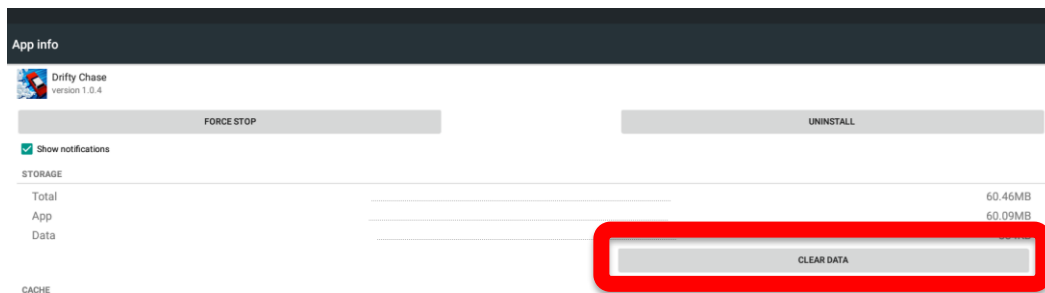 App info
Drifty Chase
version 1.0.4
FORCE STOP
UNINSTALL
Show notifications
STORAGE
Total 60.46MB
App 60.09MB
Data
CLEAR DATA
CACHE